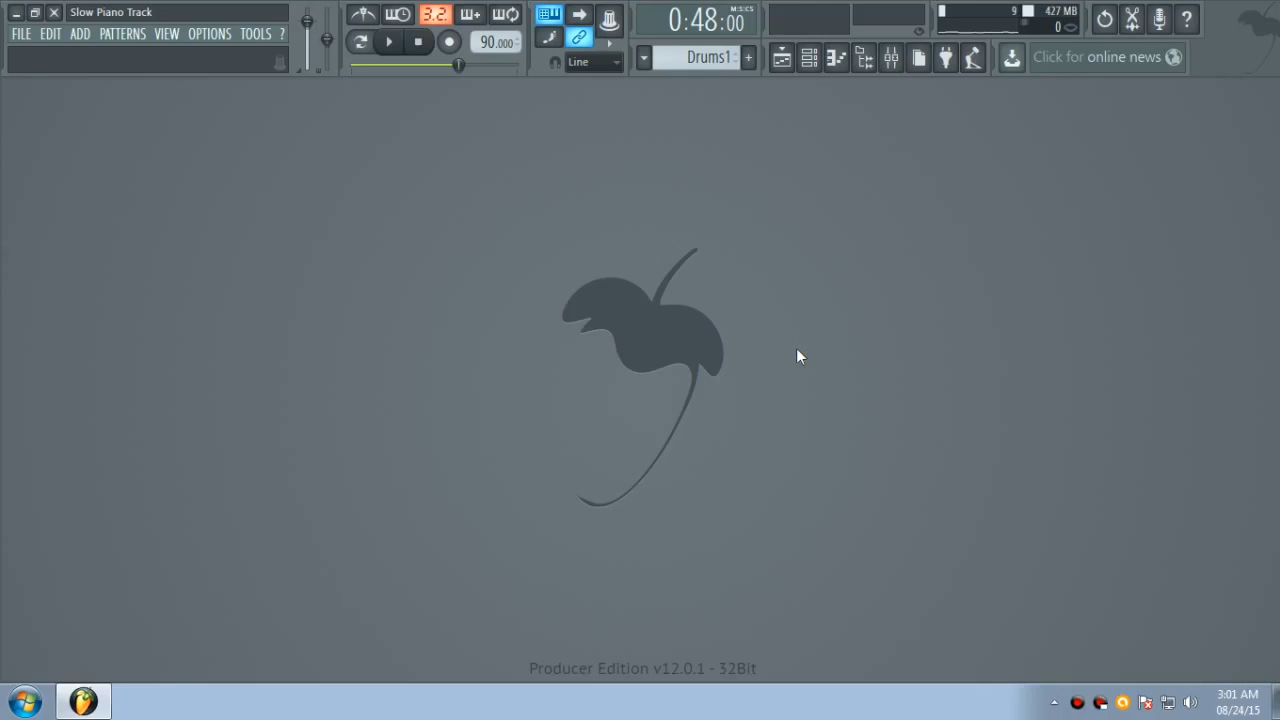 Slow Piano Track
FILE EDIT ADD PATTERNS VIEW OPTIONS TOOLS ?
3.2.
90.000
Line
0:48:00
M:S:CS
Drums1
9
427 MB
0
Click for online news
Producer Edition v12.0.1 - 32Bit
3:01 AM
08/24/15